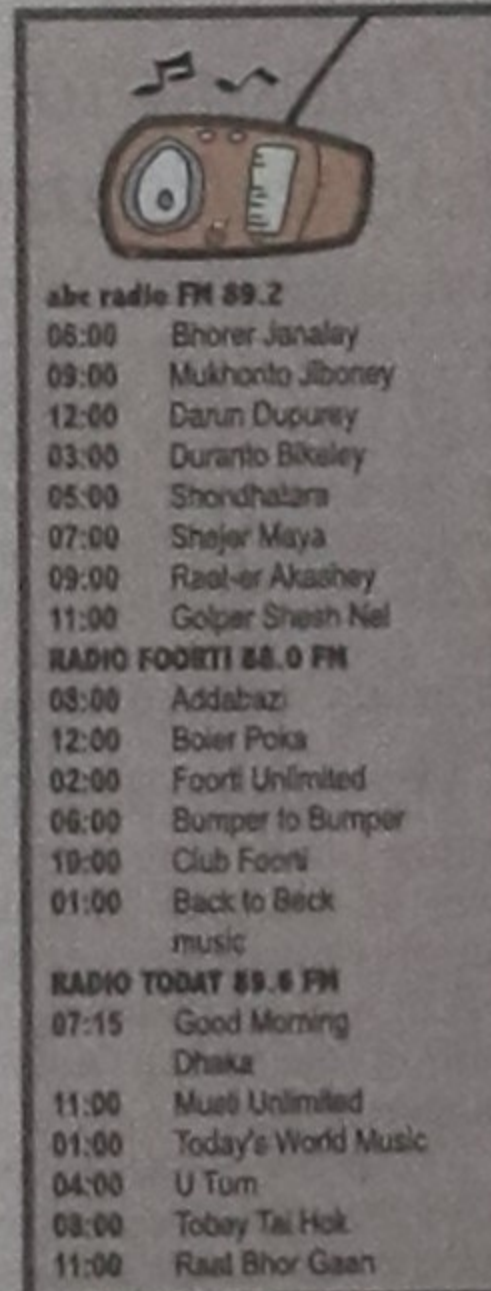 abc radio FM 89.2
06:00 Bhorer Janalay
09:00 Mukhonto Jiboney
12:00 Darun Dupurey
03:00 Duranto Bikeley
05:00 Shondhatara
07:00 Shejer Maya
09:00 Raat-er Akashey
11:00 Golper Shesh Nei
RADIO FOORTI 88.0 FM
08:00 Addabazi
12:00 Boier Poka
02:00 Foorti Unlimited
06:00 Bumper to Bumper
10:00 Club Foorti
01:00 Back to Beck
music
RADIO TODAY 89.6 FM
07:15 Good Morning
Dhaka
11:00 Musti Unlimited
01:00 Today's World Music
04:00 U Turn
08:00 Tobey Tai Hok
11:00 Raat Bhor Gaan